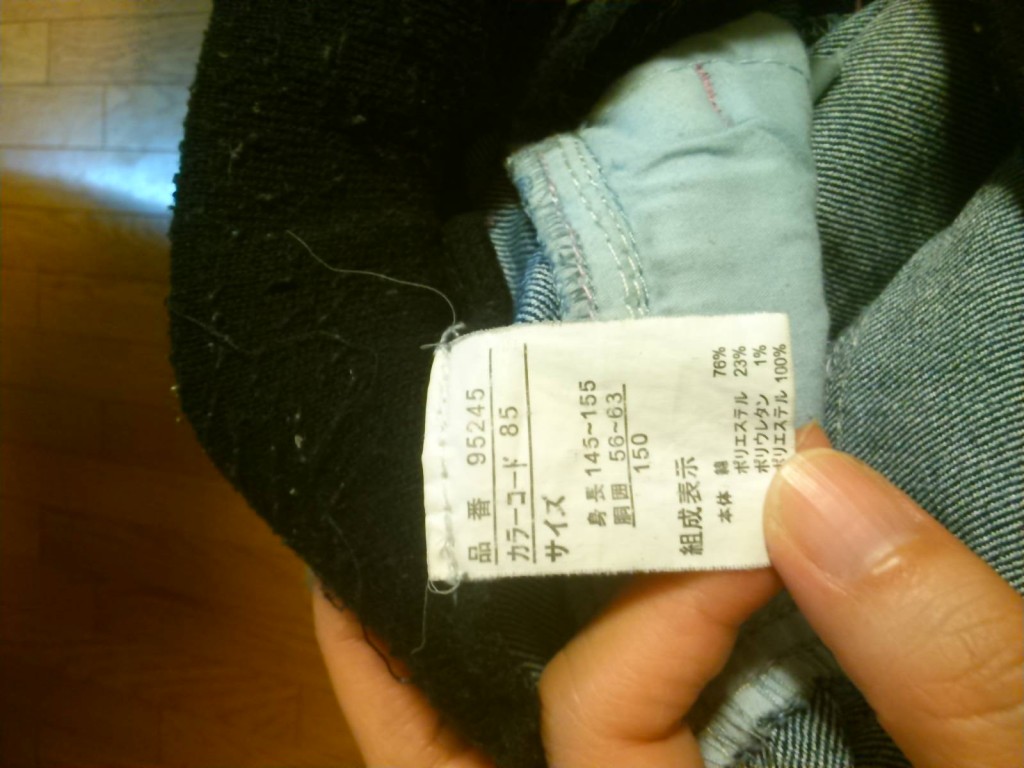 品 番 95245
カラーコード 85
サイズ
身長 145~155
胴囲 56~63
150
組成表示
本体 綿 76%
ポリエステル 23%
ポリウレタン 1%
ポリエステル 100%